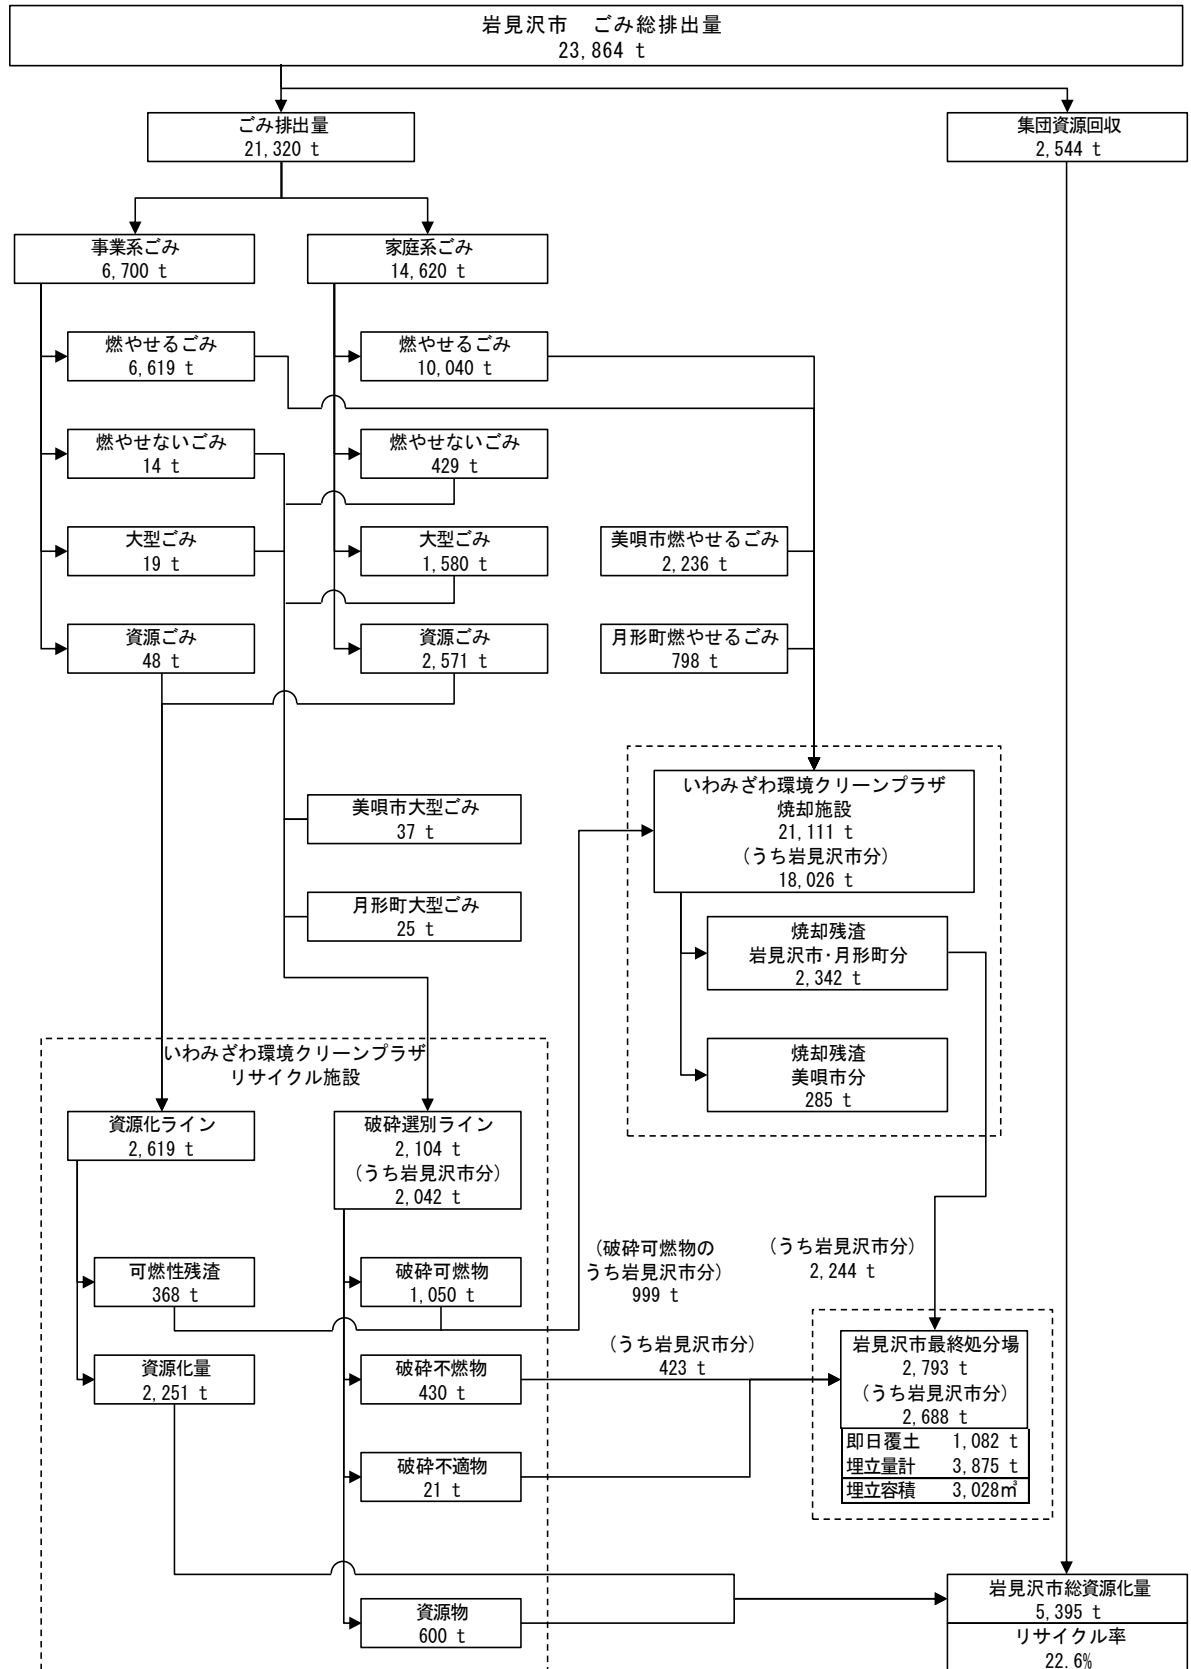 岩見沢市　ごみ総排出量
23,864 t
ごみ排出量
21,320 t
集団資源回収
2,544 t
事業系ごみ
6,700 t
家庭系ごみ
14,620 t
燃やせるごみ
6,619 t
燃やせるごみ
10,040 t
燃やせないごみ
14 t
燃やせないごみ
429 t
大型ごみ
19 t
大型ごみ
1,580 t
美唄市燃やせるごみ
2,236 t
資源ごみ
48 t
資源ごみ
2,571 t
月形町燃やせるごみ
798 t
美唄市大型ごみ
37 t
月形町大型ごみ
25 t
いわみざわ環境クリーンプラザ
焼却施設
21,111 t
(うち岩見沢市分)
18,026 t
焼却残渣
岩見沢市・月形町分
2,342 t
焼却残渣
美唄市分
285 t
いわみざわ環境クリーンプラザ
リサイクル施設
資源化ライン
2,619 t
破砕選別ライン
2,104 t
(うち岩見沢市分)
2,042 t
可燃性残渣
368 t
破砕可燃物
1,050 t
(破砕可燃物の
うち岩見沢市分)
999 t
(うち岩見沢市分)
2,244 t
資源化量
2,251 t
破砕不燃物
430 t
(うち岩見沢市分)
423 t
岩見沢市最終処分場
2,793 t
(うち岩見沢市分)
2,688 t
即日覆土　1,082 t
埋立量計　3,875 t
埋立容積　3,028㎥
破砕不適物
21 t
資源物
600 t
岩見沢市総資源化量
5,395 t
リサイクル率
22.6%